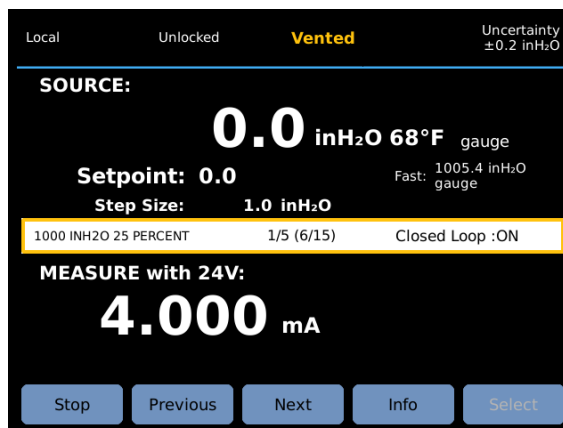 Local Unlocked Vented Uncertainty
±0.2 inH₂O
SOURCE:
0.0 inH₂O 68°F gauge
Setpoint: 0.0 Fast: 1005.4 inH₂O
gauge
Step Size: 1.0 inH₂O
1000 INH2O 25 PERCENT 1/5 (6/15) Closed Loop :ON
MEASURE with 24V:
4.000 mA
Stop Previous Next Info Select